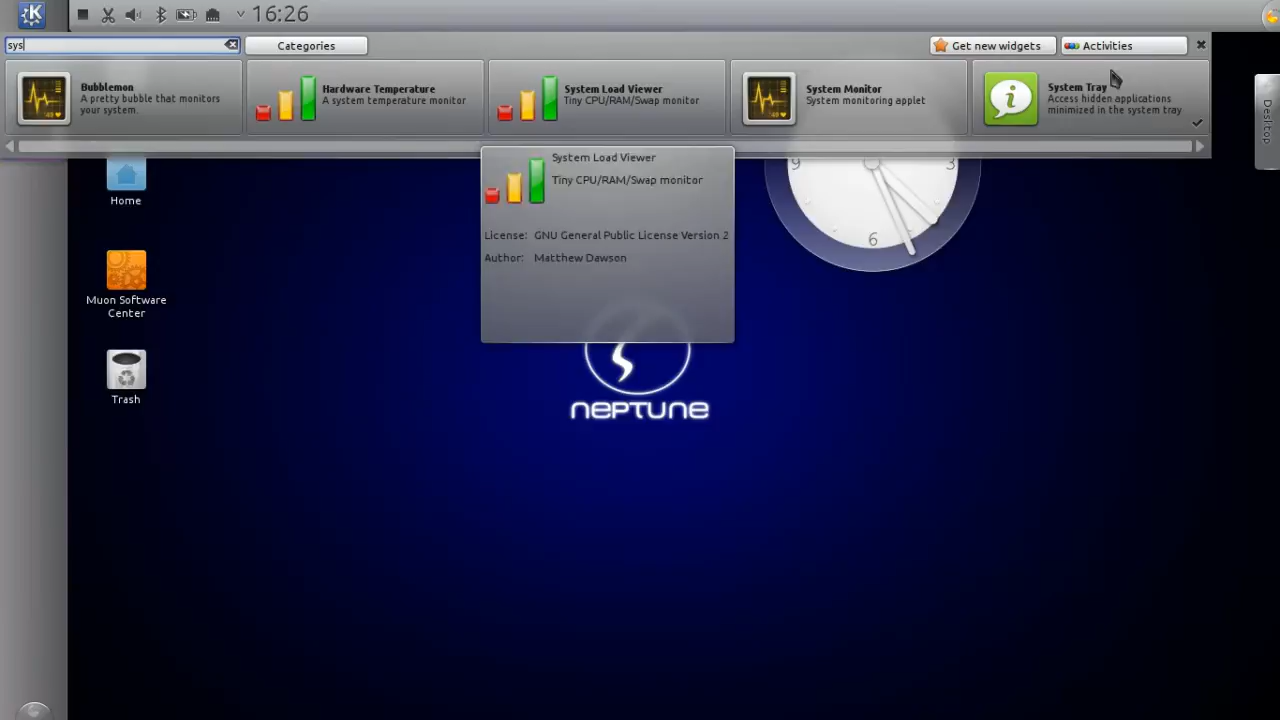 16:26
sys
Categories
Get new widgets
Activities
Bubblemon
A pretty bubble that monitors
your system.
Hardware Temperature
A system temperature monitor
System Load Viewer
Tiny CPU/RAM/Swap monitor
System Monitor
System monitoring applet
System Tray
Access hidden applications
minimized in the system tray
System Load Viewer
Tiny CPU/RAM/Swap monitor
License: GNU General Public License Version 2
Author: Matthew Dawson
Home
Muon Software
Center
Trash
9
3
6
NEPTUNE